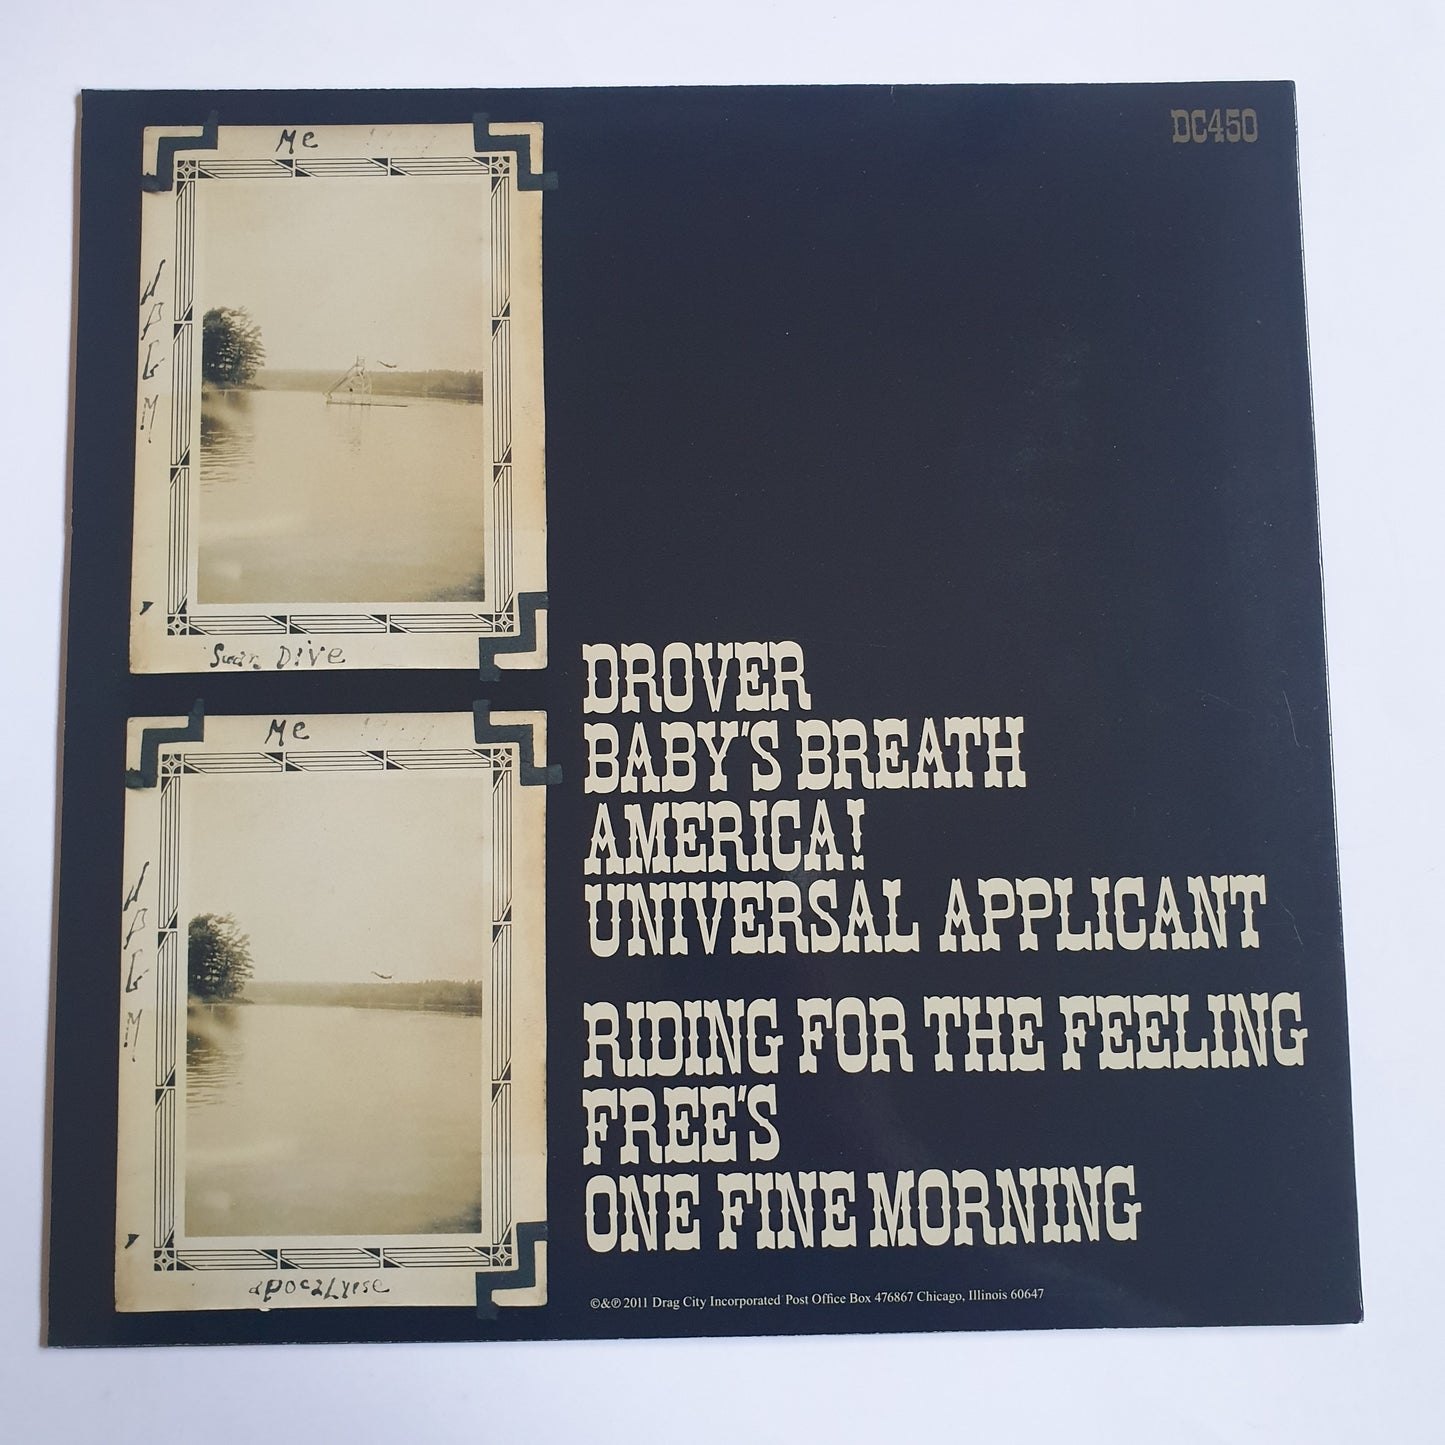 DC450
Me
Swan Dive
Me
apocalypse
DROVER
BABY'S BREATH
AMERICA!
UNIVERSAL APPLICANT
RIDING FOR THE FEELING
FREE'S
ONE FINE MORNING
©&℗ 2011 Drag City Incorporated Post Office Box 476867 Chicago, Illinois 60647